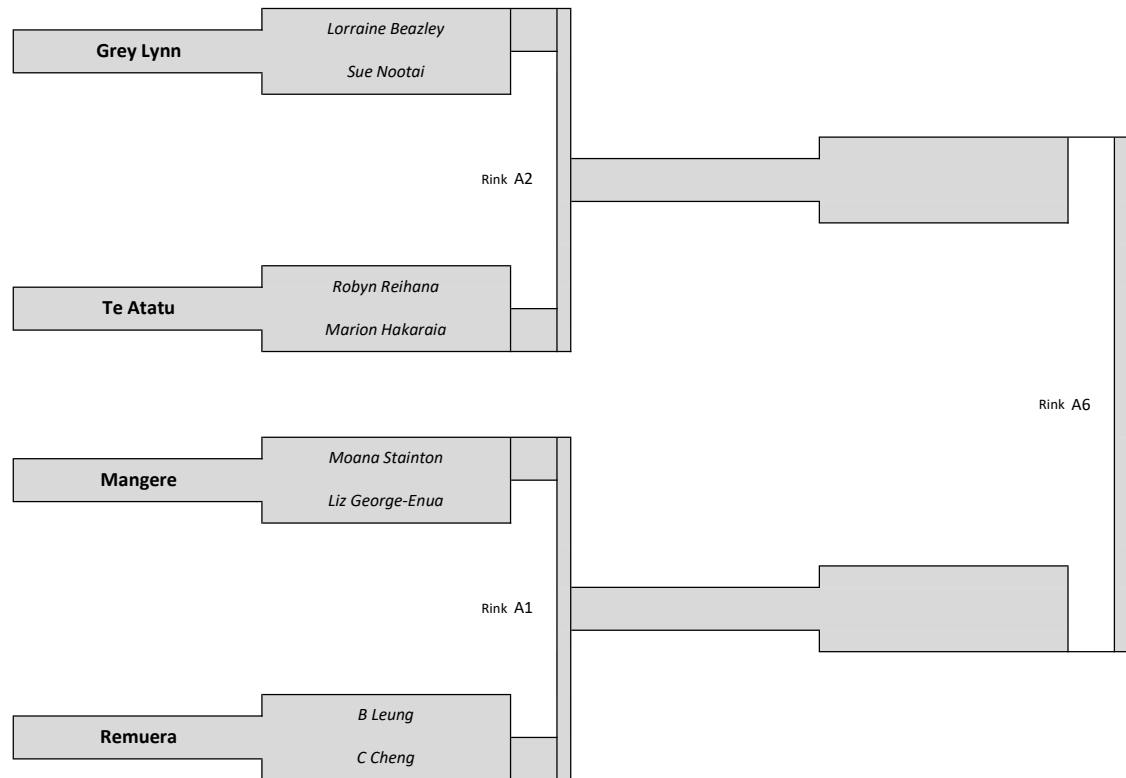 Lorraine Beazley
Grey Lynn
Sue Nootai
Rink A2
Robyn Reihana
Te Atatu
Marion Hakaraia
Rink A6
Moana Stainton
Mangere
Liz George-Enua
Rink A1
B Leung
Remuera
C Cheng